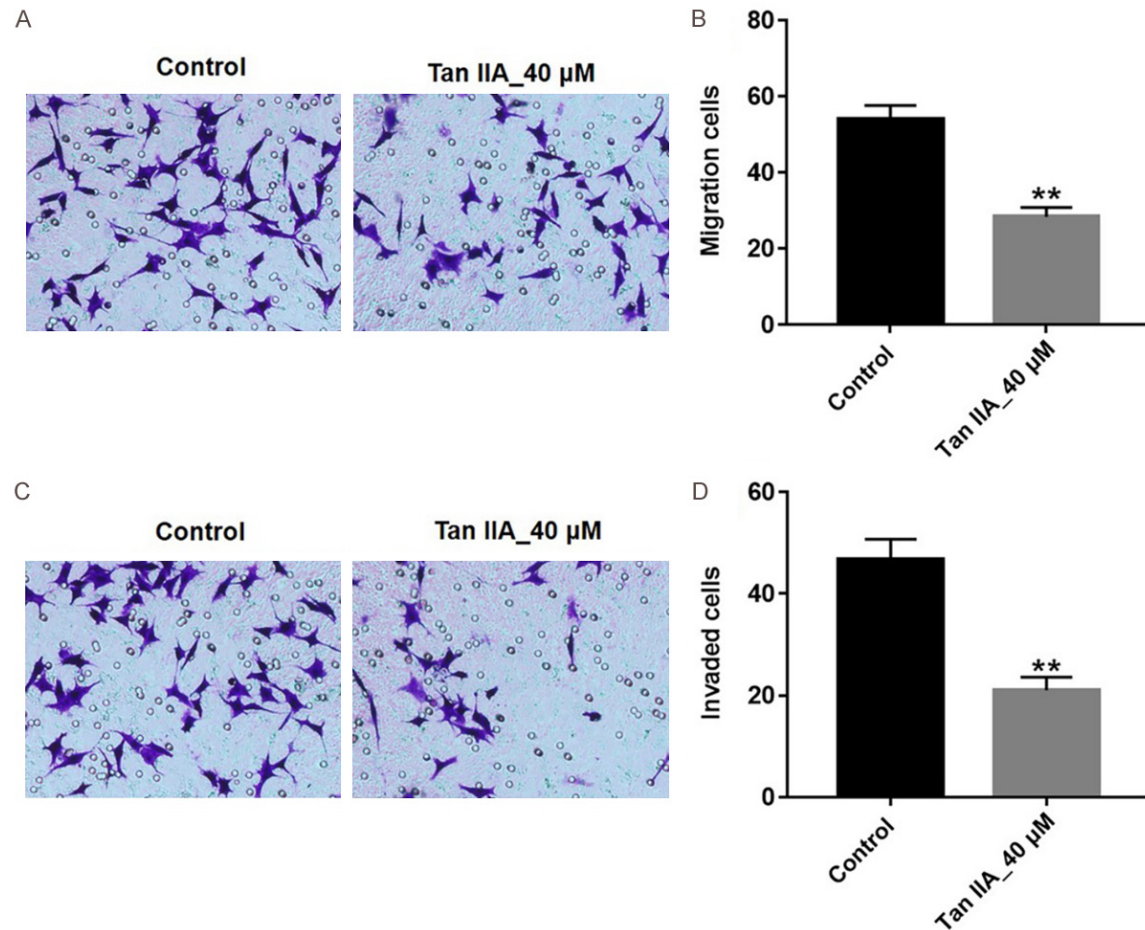 A
Control
Tan IIA_40 µM
B
80
60
40
20
0
Migration cells
**
Control
Tan IIA_40 µM
C
Control
Tan IIA_40 µM
D
60
40
20
0
Invaded cells
**
Control
Tan IIA_40 µM